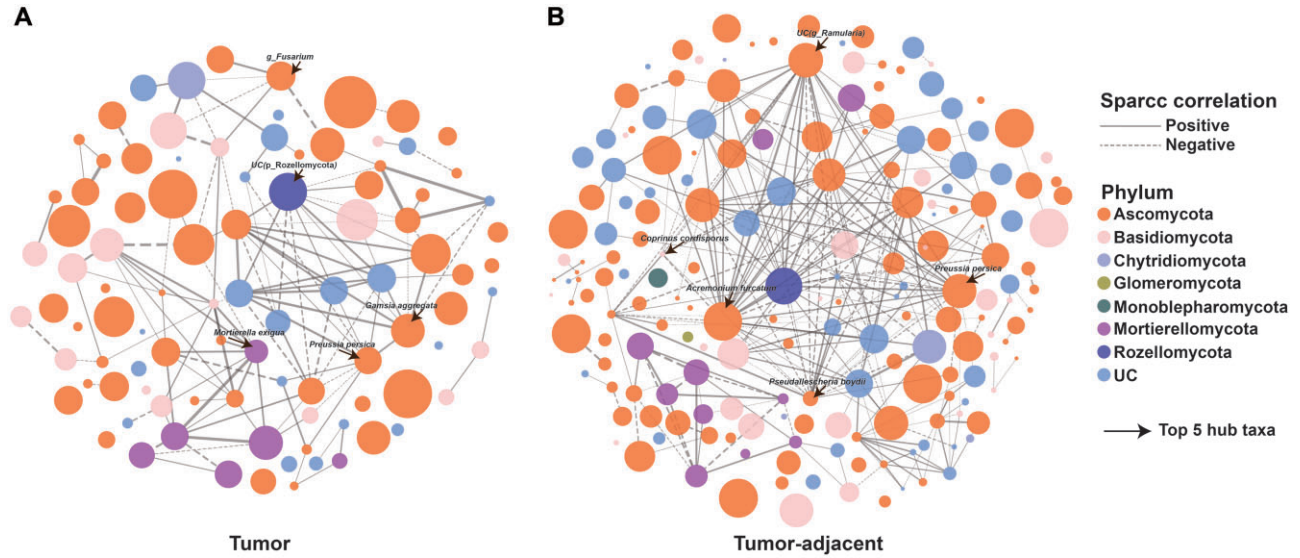 A
B
g_Fusarium
UC(p_Rozellomycota)
Gamsia aggregata
Mortierella exigua
Preussia persica
Tumor
UC(g_Ramularia)
Coprinus cordisporus
Preussia persica
Acremonium furcatum
Pseudallescheria boydii
Tumor-adjacent
Sparcc correlation
Positive
Negative
Phylum
Ascomycota
Basidiomycota
Chytridiomycota
Glomeromycota
Monoblepharomycota
Mortierellomycota
Rozellomycota
UC
Top 5 hub taxa